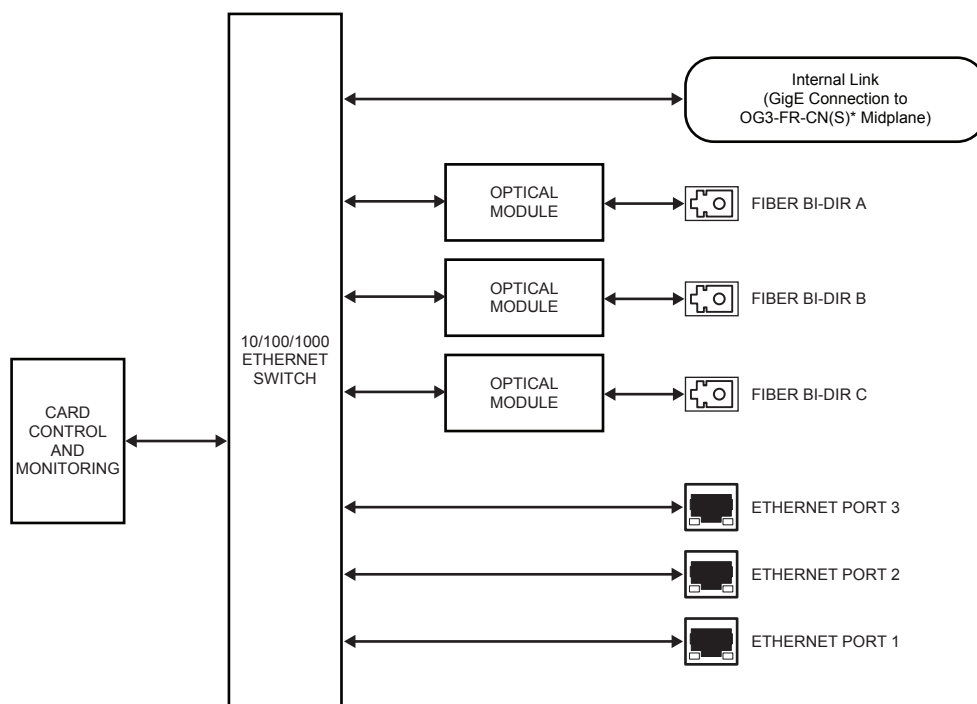 Internal Link
(GigE Connection to
OG3-FR-CN(S)* Midplane)
OPTICAL
MODULE
FIBER BI-DIR A
OPTICAL
MODULE
FIBER BI-DIR B
10/100/1000
ETHERNET
SWITCH
OPTICAL
MODULE
FIBER BI-DIR C
CARD
CONTROL
AND
MONITORING
ETHERNET PORT 3
ETHERNET PORT 2
ETHERNET PORT 1